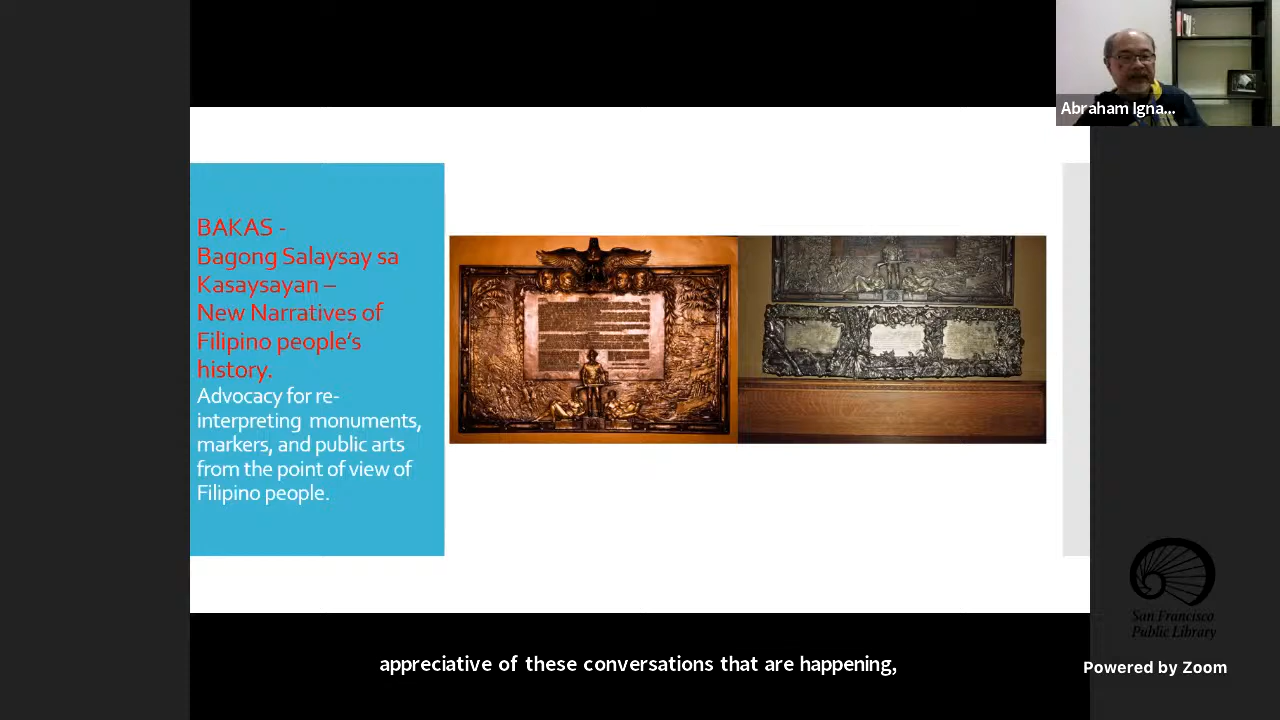 Abraham Igna...
BAKAS -
Bagong Salaysay sa
Kasaysayan –
New Narratives of
Filipino people's
history.
Advocacy for re-
interpreting monuments,
markers, and public arts
from the point of view of
Filipino people.
San Francisco
Public Library
appreciative of these conversations that are happening,
Powered by Zoom